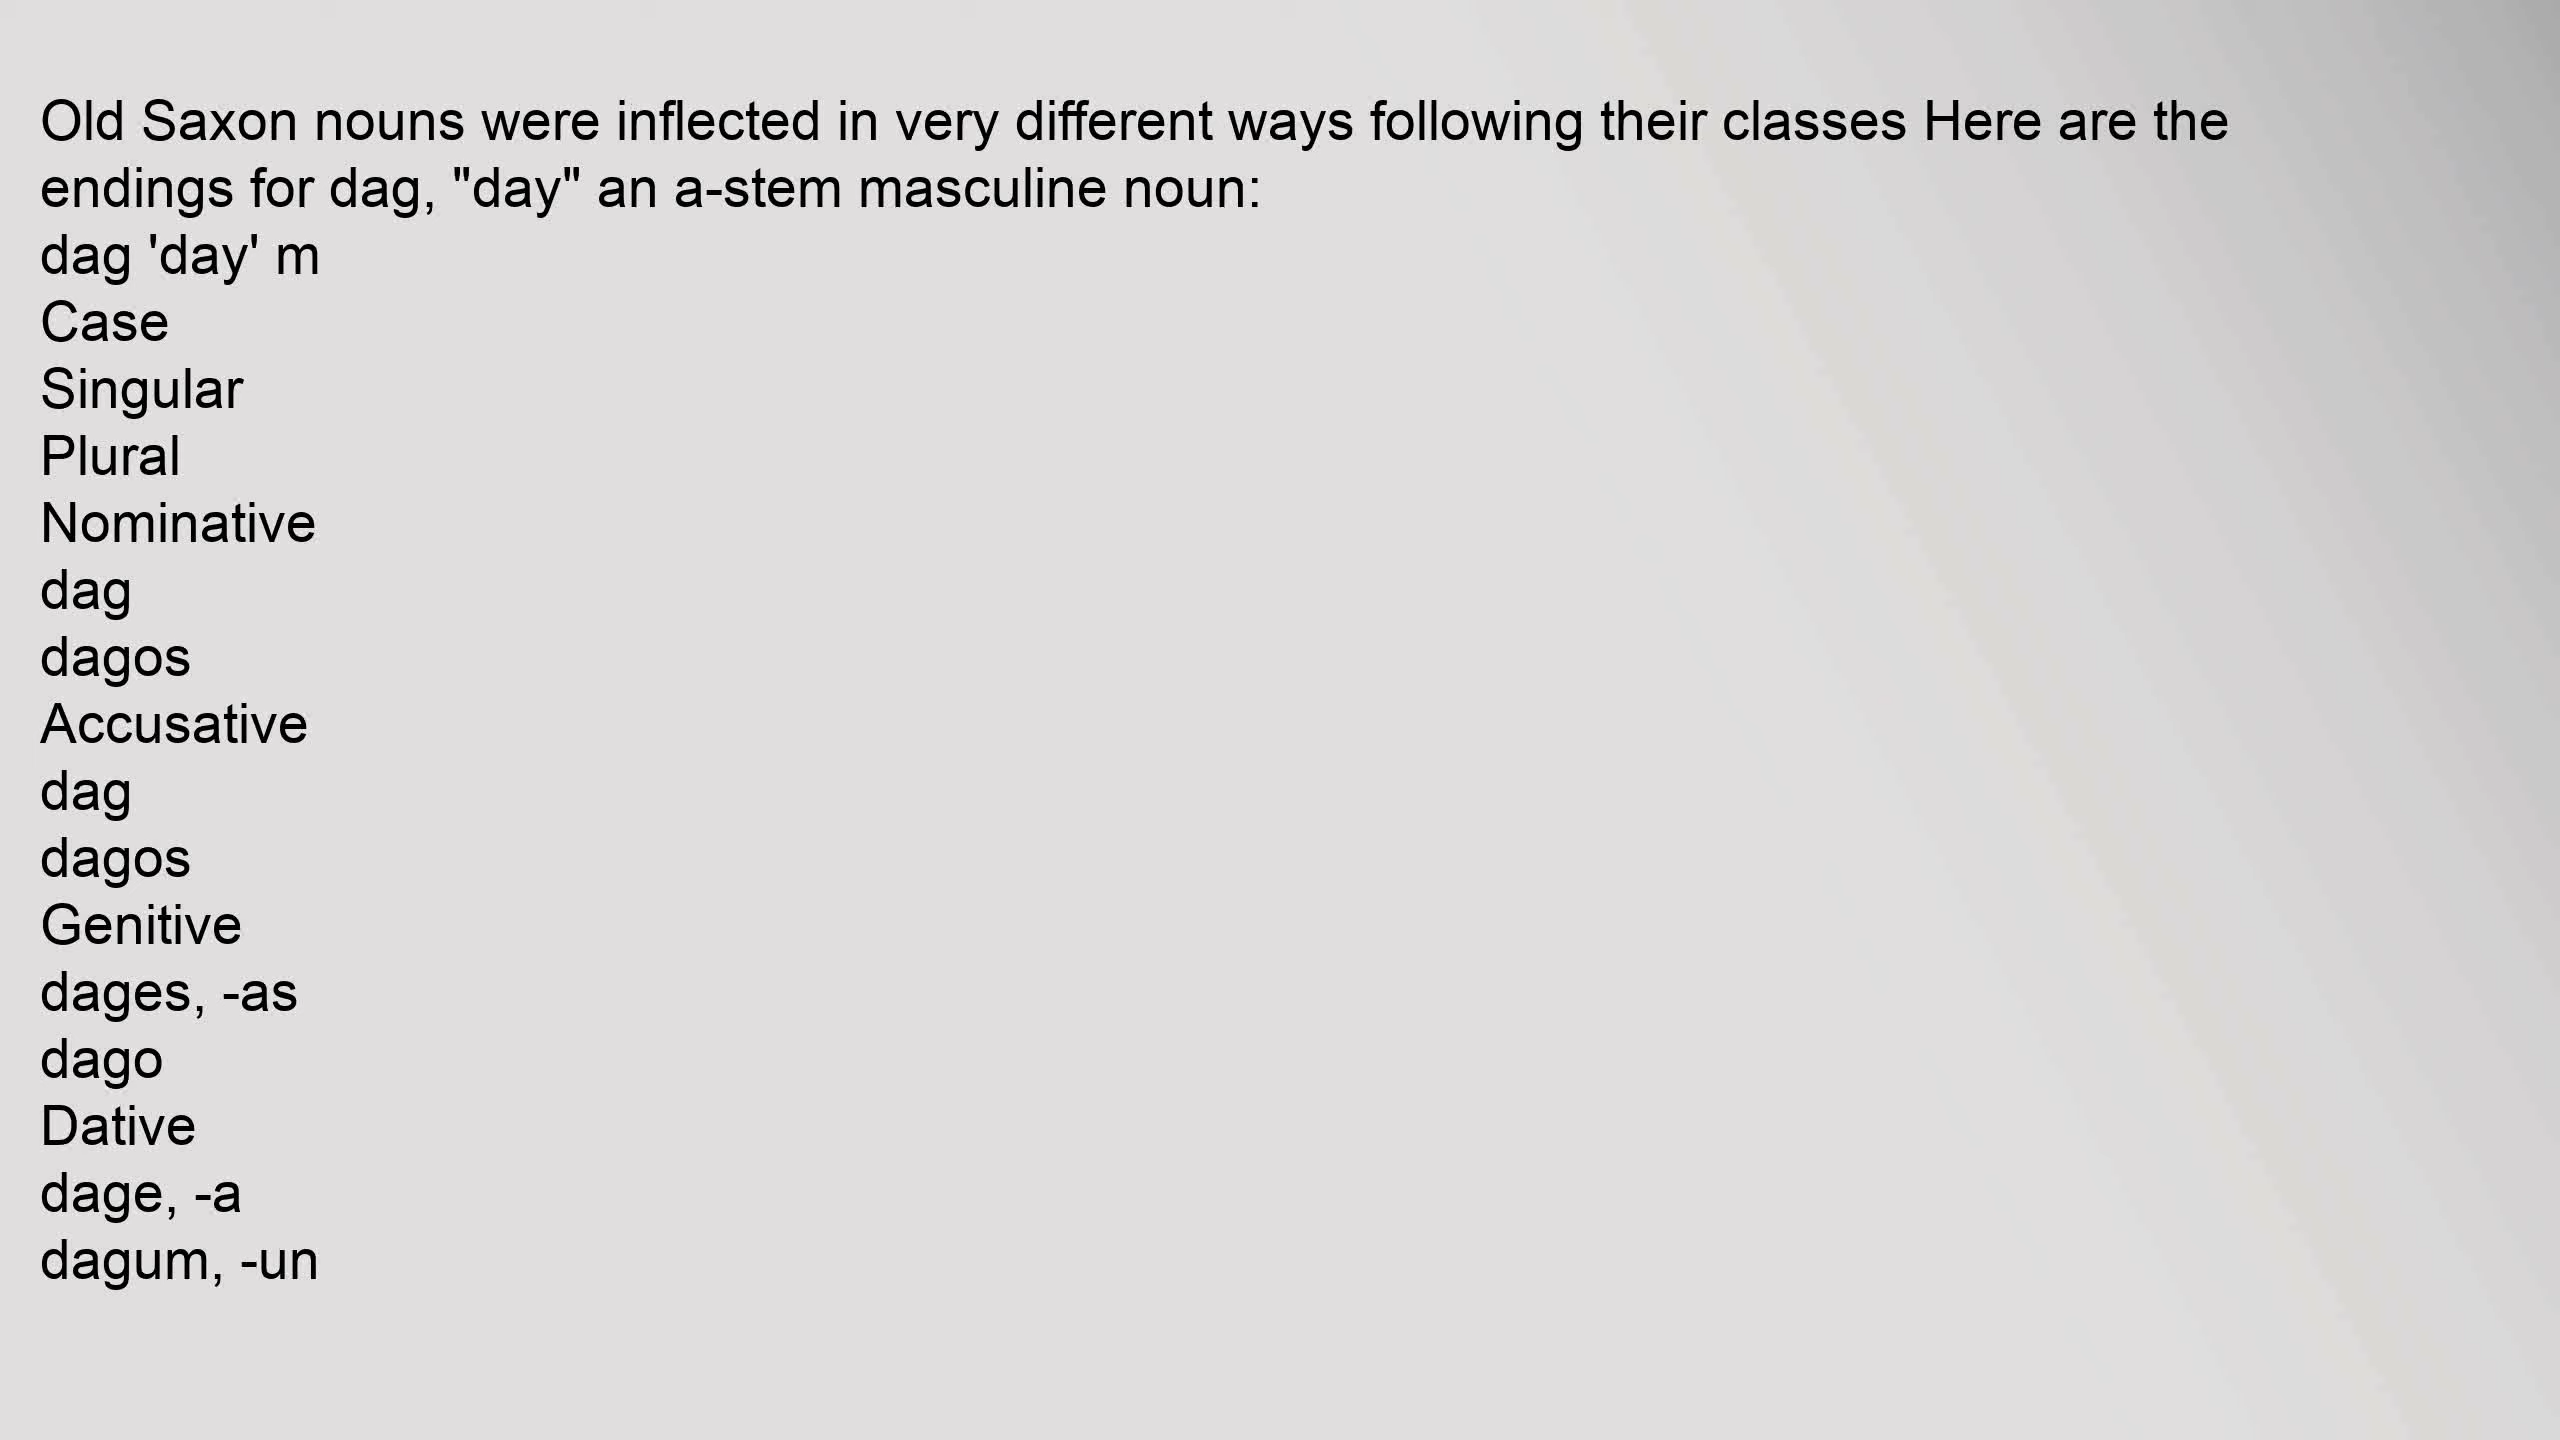 Old Saxon nouns were inflected in very different ways following their classes Here are the
endings for dag, "day" an a-stem masculine noun:
dag 'day' m
Case
Singular
Plural
Nominative
dag
dagos
Accusative
dag
dagos
Genitive
dages, -as
dago
Dative
dage, -a
dagum, -un